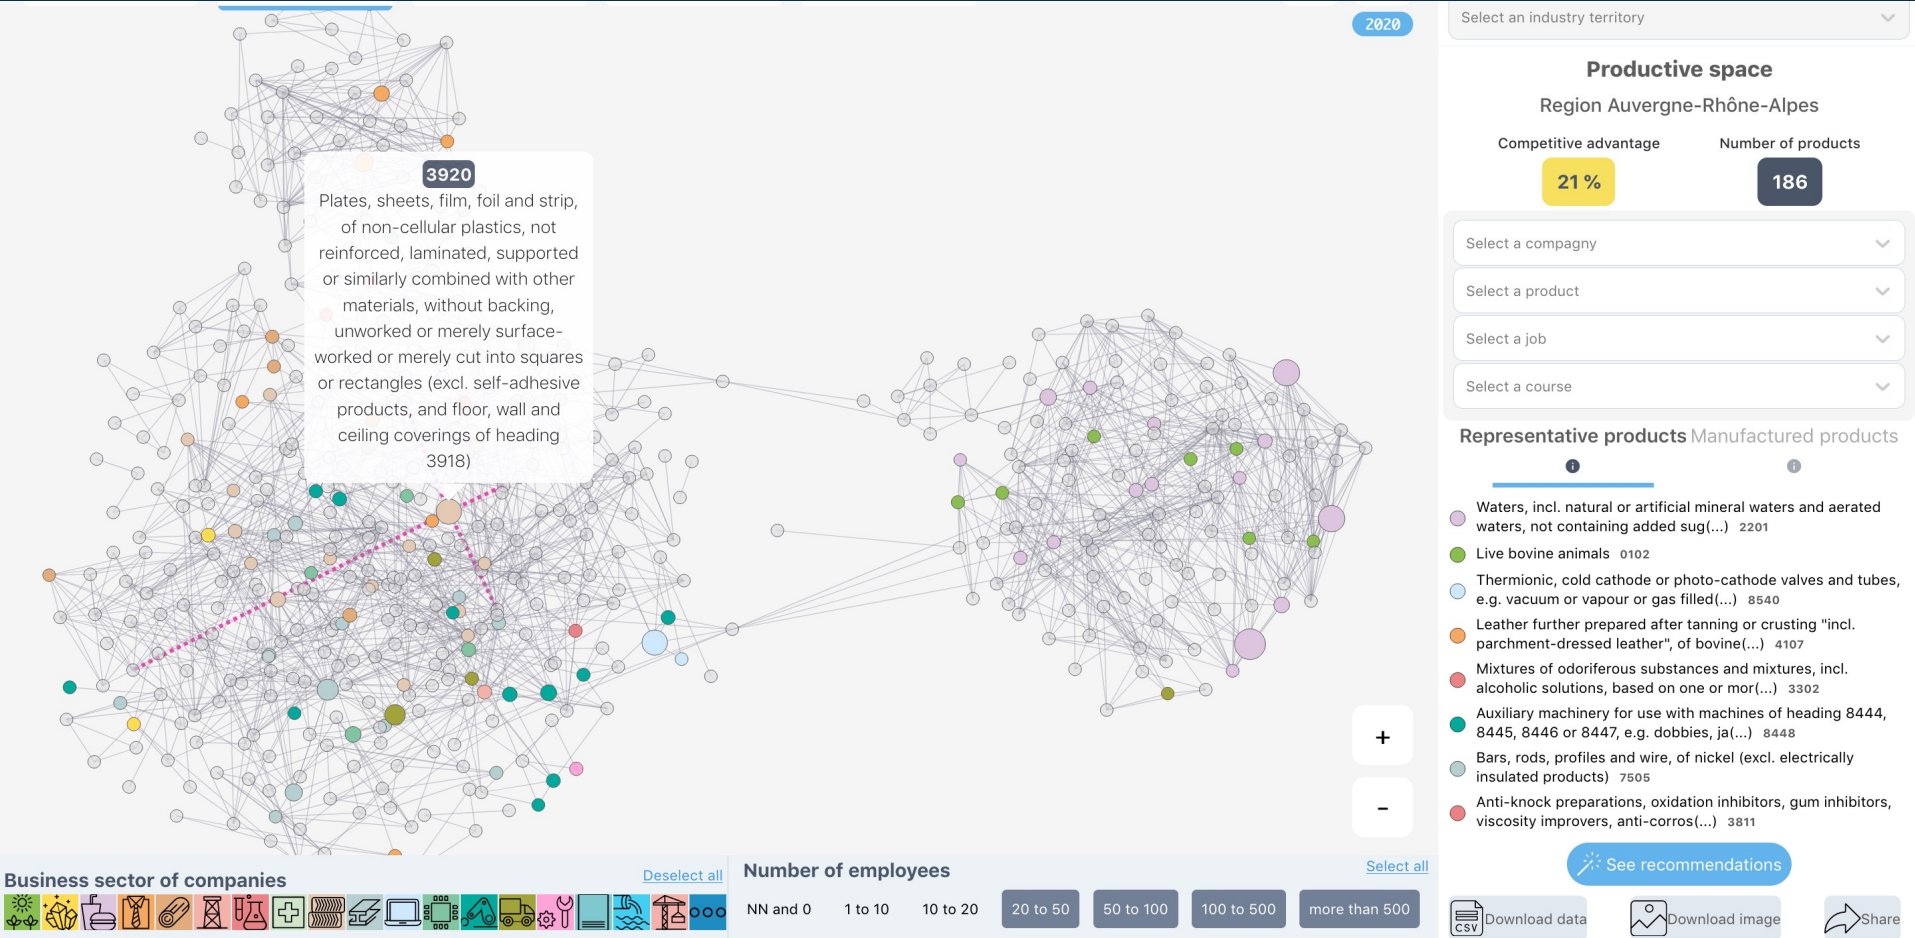 2020
3920
Plates, sheets, film, foil and strip,
of non-cellular plastics, not
reinforced, laminated, supported
or similarly combined with other
materials, without backing,
unworked or merely surface-
worked or merely cut into squares
or rectangles (excl. self-adhesive
products, and floor, wall and
ceiling coverings of heading
3918)
+
-
Business sector of companies
Deselect all
Number of employees
Select all
NN and 0
1 to 10
10 to 20
20 to 50
50 to 100
100 to 500
more than 500
Select an industry territory
Productive space
Region Auvergne-Rhône-Alpes
Competitive advantage
Number of products
21 %
186
Select a compagny
Select a product
Select a job
Select a course
Representative products
Manufactured products
Waters, incl. natural or artificial mineral waters and aerated
waters, not containing added sug(...) 2201
Live bovine animals 0102
Thermionic, cold cathode or photo-cathode valves and tubes,
e.g. vacuum or vapour or gas filled(...) 8540
Leather further prepared after tanning or crusting "incl.
parchment-dressed leather", of bovine(...) 4107
Mixtures of odoriferous substances and mixtures, incl.
alcoholic solutions, based on one or mor(...) 3302
Auxiliary machinery for use with machines of heading 8444,
8445, 8446 or 8447, e.g. dobbies, ja(...) 8448
Bars, rods, profiles and wire, of nickel (excl. electrically
insulated products) 7505
Anti-knock preparations, oxidation inhibitors, gum inhibitors,
viscosity improvers, anti-corros(...) 3811
See recommendations
CSV
Download data
Download image
Share